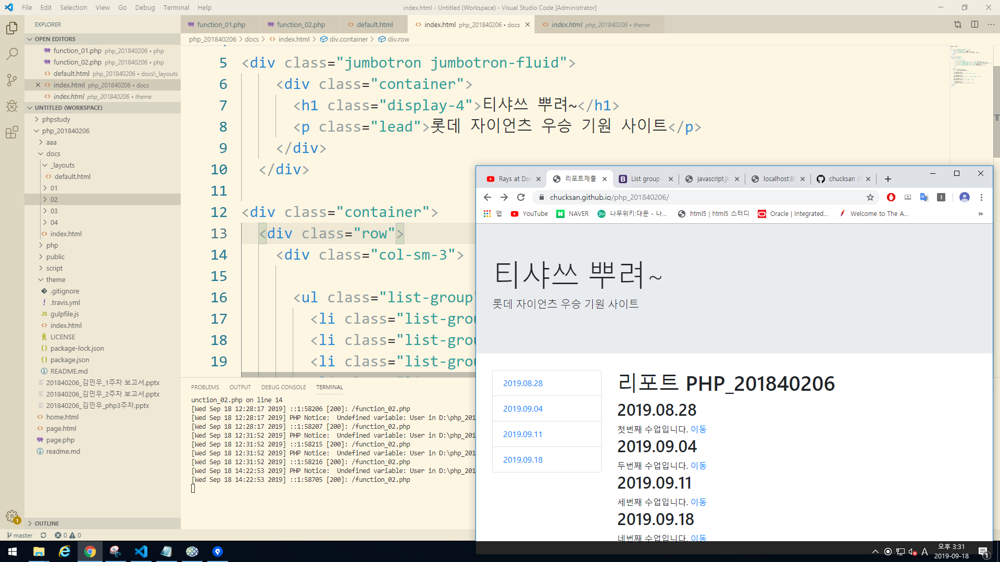 File Edit Selection View Go Debug Terminal Help
index.html - Untitled (Workspace) - Visual Studio Code [Administrator]
EXPLORER
OPEN EDITORS
function_01.php php_201840206 • php
function_02.php php_201840206 • php
default.html php_201840206 • docs\_layouts
index.html php_201840206 • docs
index.html php_201840206 • theme
UNTITLED (WORKSPACE)
phpstudy
php_201840206
aaa
docs
_layouts
default.html
01
02
03
04
index.html
php
public
script
theme
.gitignore
.travis.yml
gulpfile.js
index.html
LICENSE
package-lock.json
package.json
README.md
201840206_김민우_1주차 보고서.pptx
201840206_김민우_2주차 보고서.pptx
201840206_김민우_php3주차.pptx
home.html
page.html
page.php
readme.md
OUTLINE
function_01.php function_02.php default.html index.html php_201840206 • docs index.html php_201840206 • theme
php_201840206 > docs > index.html > div.container > div.row
5 <div class="jumbotron jumbotron-fluid">
6 <div class="container">
7 <h1 class="display-4">티샤쓰 뿌려~</h1>
8 <p class="lead">롯데 자이언츠 우승 기원 사이트</p>
9 </div>
10 </div>
11
12 <div class="container">
13 <div class="row">
14 <div class="col-sm-3">
15
16 <ul class="list-group"
17 <li class="list-grou
18 <li class="list-grou
19 <li class="list-grou
PROBLEMS OUTPUT DEBUG CONSOLE TERMINAL
unction_02.php on line 14
[Wed Sep 18 12:28:17 2019] ::1:58206 [200]: /function_02.php
[Wed Sep 18 12:28:17 2019] PHP Notice: Undefined variable: User in D:\php_201
[Wed Sep 18 12:28:17 2019] ::1:58207 [200]: /function_02.php
[Wed Sep 18 12:31:52 2019] PHP Notice: Undefined variable: User in D:\php_201
[Wed Sep 18 12:31:52 2019] ::1:58215 [200]: /function_02.php
[Wed Sep 18 12:31:52 2019] PHP Notice: Undefined variable: User in D:\php_201
[Wed Sep 18 12:31:52 2019] ::1:58216 [200]: /function_02.php
[Wed Sep 18 14:22:53 2019] PHP Notice: Undefined variable: User in D:\php_201
[Wed Sep 18 14:22:53 2019] ::1:58705 [200]: /function_02.php
Rays at Do 리포트제출 List group javascript.jir localhost:80 chucksan
chucksan.github.io/php_201840206/
앱 YouTube NAVER 나무위키:대문 - 나... html5 | html5 스터디 Oracle | Integrated... Welcome to The A... »
티샤쓰 뿌려~
롯데 자이언츠 우승 기원 사이트
2019.08.28
2019.09.04
2019.09.11
2019.09.18
리포트 PHP_201840206
2019.08.28
첫번째 수업입니다. 이동
2019.09.04
두번째 수업입니다. 이동
2019.09.11
세번째 수업입니다. 이동
2019.09.18
네번째 수업입니다. 이동
1
master 0 0
A
오후 3:31
2019-09-18
1